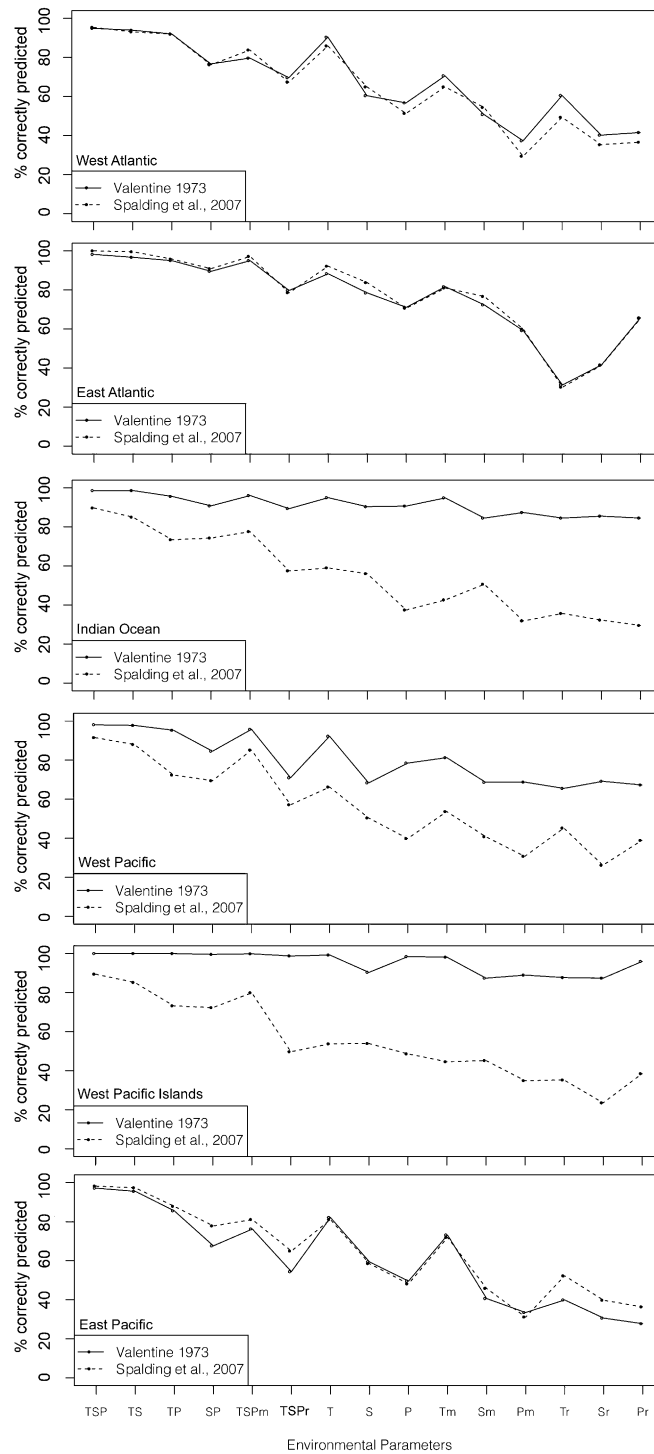 % correctly predicted
100
80
60
40
20
0
West Atlantic
Valentine 1973
Spalding et al., 2007
% correctly predicted
100
80
60
40
20
0
East Atlantic
Valentine 1973
Spalding et al., 2007
% correctly predicted
100
80
60
40
20
0
Indian Ocean
Valentine 1973
Spalding et al., 2007
% correctly predicted
100
80
60
40
20
0
West Pacific
Valentine 1973
Spalding et al., 2007
% correctly predicted
100
80
60
40
20
0
West Pacific Islands
Valentine 1973
Spalding et al., 2007
% correctly predicted
100
80
60
40
20
0
East Pacific
Valentine 1973
Spalding et al., 2007
TSP TS TP SP TSPm TSPr T S P Tm Sm Pm Tr Sr Pr
Environmental Parameters